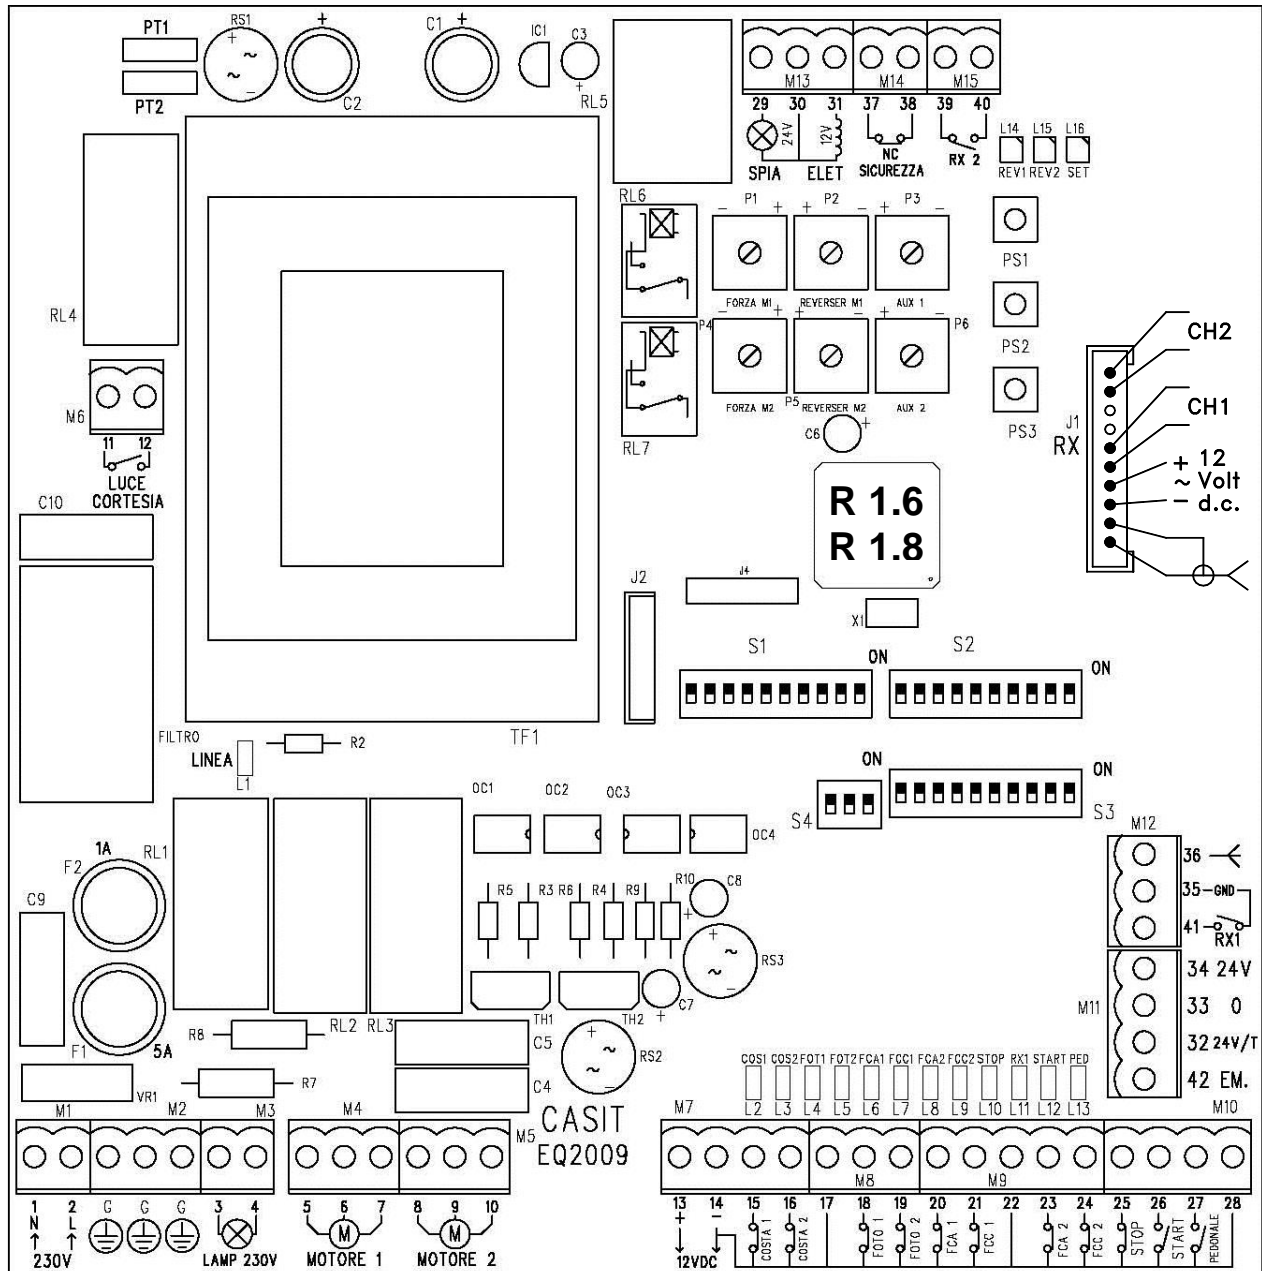 PT1
PT2
RS1
+
~
~
−
+
C2
C1 +
IC1
C3
+
RL5
M13 M14 M15
29 30 31 37 38 39 40
24V
12V
SPIA ELET
NC
SICUREZZA
RX 2
L14 L15 L16
REV1 REV2 SET
RL4
RL6
P1 P2 P3
− + + − + −
FORZA M1 REVERSER M1 AUX 1
PS1
P4
− + + − + −
P6
PS2
FORZA M2 P5 REVERSER M2 AUX 2
PS3
RL7
C6 +
M6
11 12
LUCE
CORTESIA
J1
RX
CH2
CH1
+ 12
~ Volt
− d.c.
R 1.6
R 1.8
C10
J2
J4
X1
S1 ON S2 ON
FILTRO
TF1
LINEA
L1
R2
ON ON
S4 S3
OC1 OC2 OC3 OC4
M12
36
35 GND
41
RX1
1A
F2
RL1
C9
R5 R3 R6 R4 R9 R10 C8
+
+
~
~
−
RS3
34 24V
33 0
32 24V/T
42 EM.
M11
F1 5A
R8
RL2 RL3
TH1 TH2
C7
+
C5
+
~
~
−
RS2
VR1
R7
C4
COS1 COS2 FOT1 FOT2 FCA1 FCC1 FCA2 FCC2 STOP RX1 START PED
L2 L3 L4 L5 L6 L7 L8 L9 L10 L11 L12 L13
M1 M2 M3 M4 M5
CASIT
EQ2009
M7 M8 M9 M10
1 2 G G G 3 4 5 6 7 8 9 10
N L
M M
230V LAMP 230V MOTORE 1 MOTORE 2
13 14 15 16 17 18 19 20 21 22 23 24 25 26 27 28
+ −
12VDC
COSTA 1
COSTA 2
FOTO 1
FOTO 2
FCA 1
FCC 1
FCA 2
FCC 2
STOP
START
PEDONALE